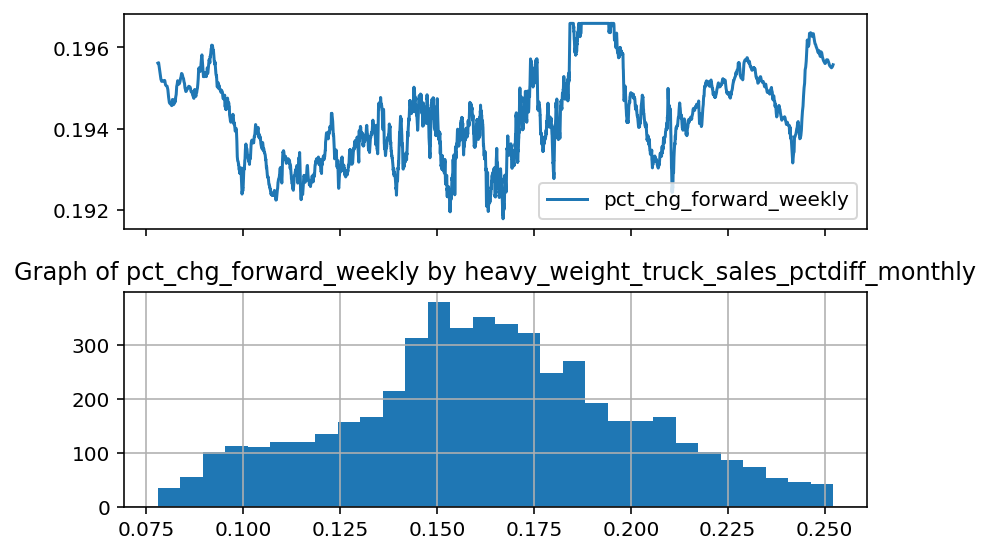 0.196
0.194
0.192
pct_chg_forward_weekly
Graph of pct_chg_forward_weekly by heavy_weight_truck_sales_pctdiff_monthly
300
200
100
0
0.075 0.100 0.125 0.150 0.175 0.200 0.225 0.250